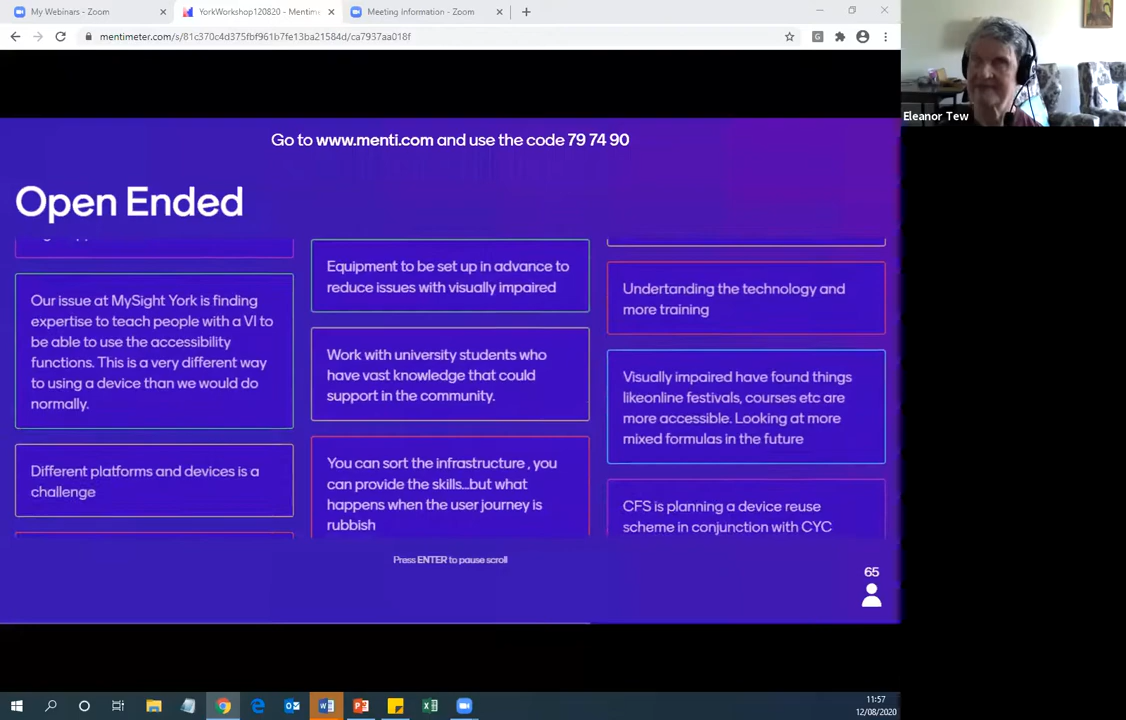 My Webinars - Zoom
YorkWorkshop120820 - Mentime
Meeting Information - Zoom
mentimeter.com/s/81c370c4d375fbf961b7fe13ba21584d/ca7937aa018f
Eleanor Tew
Go to www.menti.com and use the code 79 74 90
Open Ended
Our issue at MySight York is finding
expertise to teach people with a VI to
be able to use the accessibility
functions. This is a very different way
to using a device than we would do
normally.
Different platforms and devices is a
challenge
Equipment to be set up in advance to
reduce issues with visually impaired
Work with university students who
have vast knowledge that could
support in the community.
You can sort the infrastructure , you
can provide the skills...but what
happens when the user journey is
rubbish
Undertanding the technology and
more training
Visually impaired have found things
likeonline festivals, courses etc are
more accessible. Looking at more
mixed formulas in the future
CFS is planning a device reuse
scheme in conjunction with CYC
Press ENTER to pause scroll
65
11:57
12/08/2020